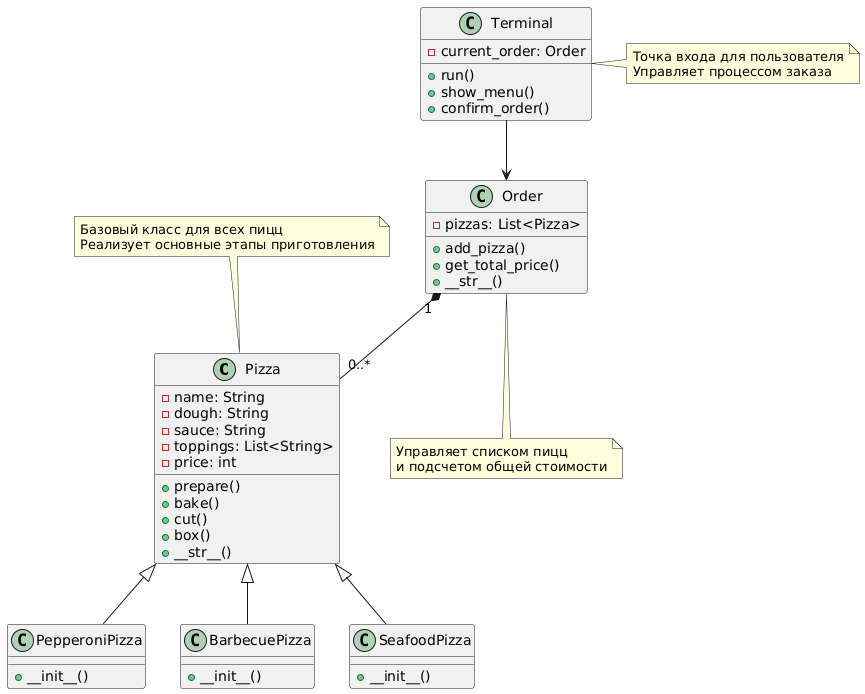 C Terminal
current_order: Order
run()
show_menu()
confirm_order()
Точка входа для пользователя
Управляет процессом заказа
C Order
pizzas: List<Pizza>
add_pizza()
get_total_price()
__str__()
Базовый класс для всех пицц
Реализует основные этапы приготовления
1
0..*
C Pizza
name: String
dough: String
sauce: String
toppings: List<String>
price: int
prepare()
bake()
cut()
box()
__str__()
Управляет списком пицц
и подсчетом общей стоимости
C PepperoniPizza
__init__()
C BarbecuePizza
__init__()
C SeafoodPizza
__init__()